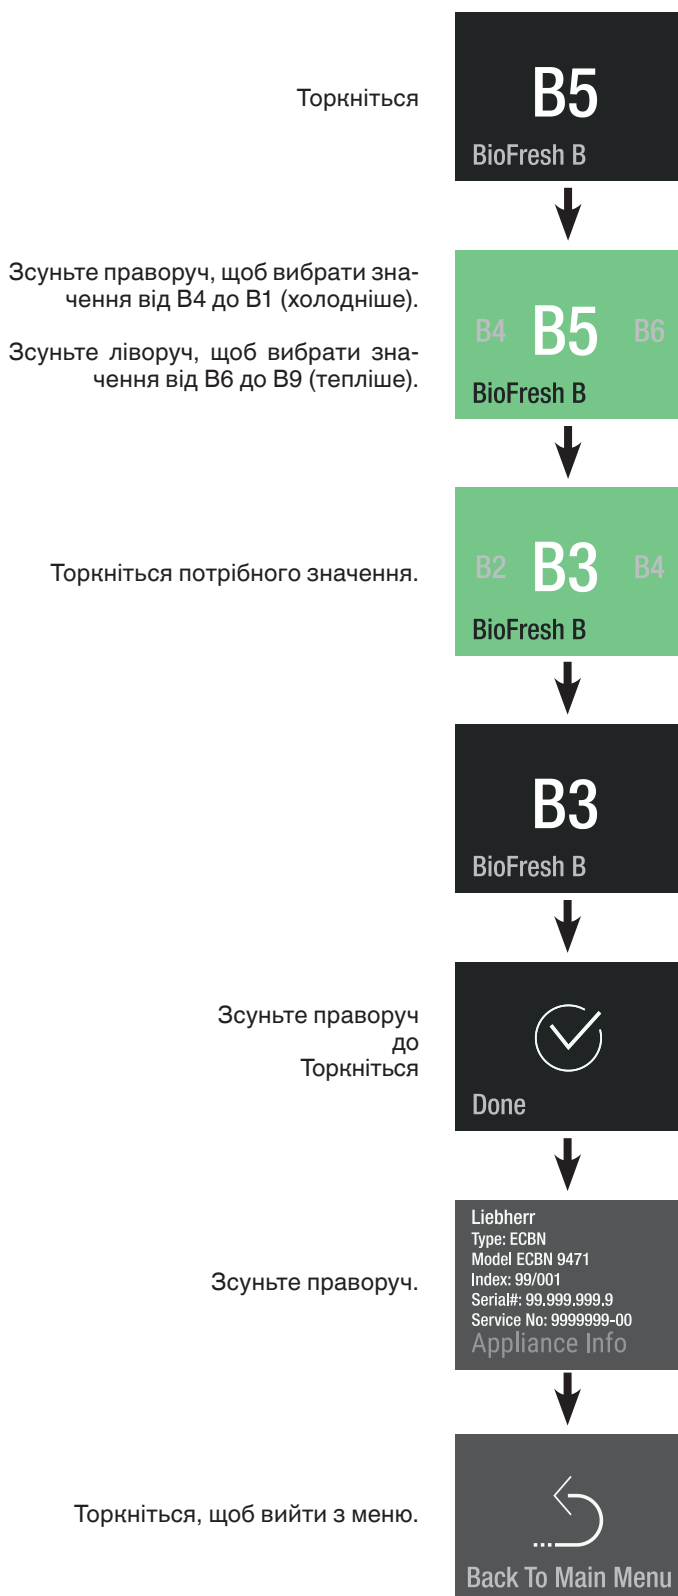 Торкніться
B5
BioFresh B
Зсуньте праворуч, щоб вибрати зна-
чення від B4 до B1 (холодніше).
Зсуньте ліворуч, щоб вибрати зна-
чення від B6 до B9 (тепліше).
B4 B5 B6
BioFresh B
Торкніться потрібного значення.
B2 B3 B4
BioFresh B
B3
BioFresh B
Зсуньте праворуч
до
Торкніться
Done
Зсуньте праворуч.
Liebherr
Type: ECBN
Model ECBN 9471
Index: 99/001
Serial#: 99.999.999.9
Service No: 9999999-00
Appliance Info
Торкніться, щоб вийти з меню.
Back To Main Menu